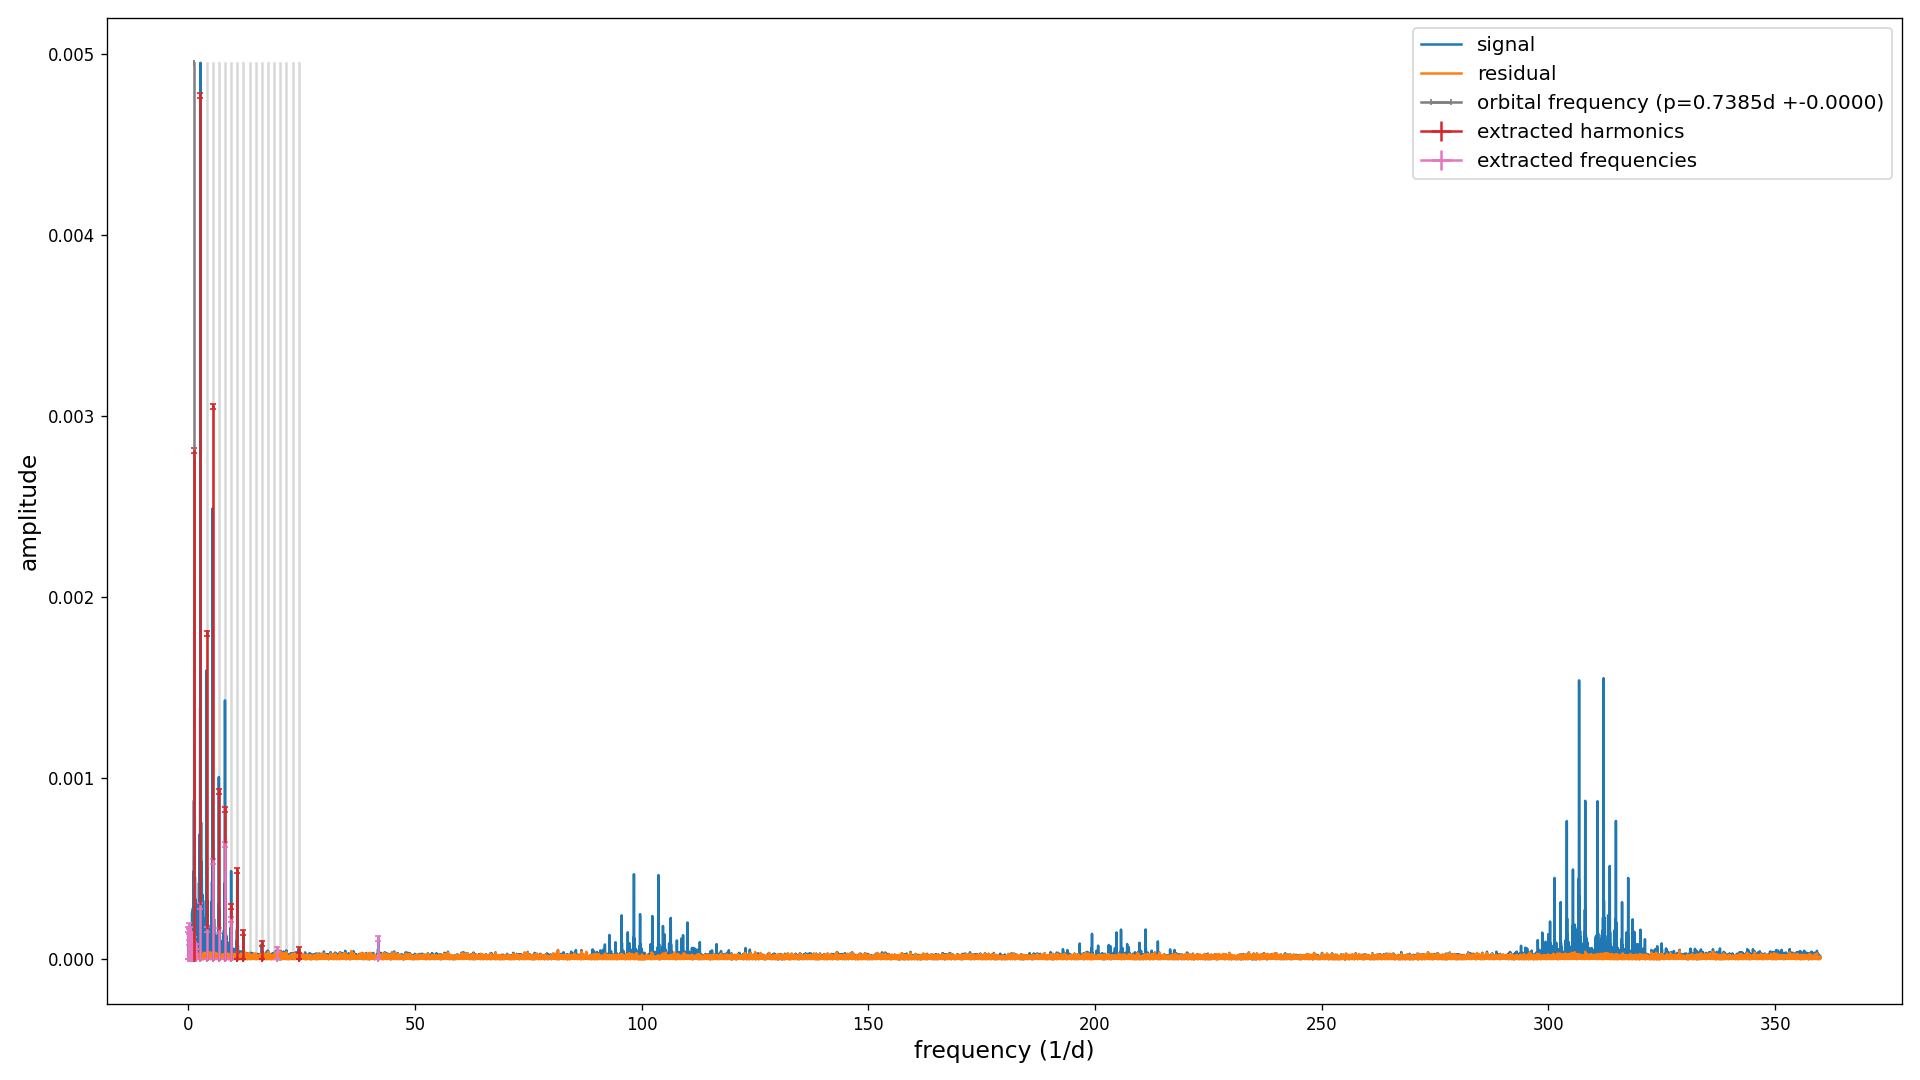 0.005
0.004
0.003
0.002
0.001
0.000
amplitude
0
50
100
150
200
250
300
350
frequency (1/d)
signal
residual
orbital frequency (p=0.7385d +-0.0000)
extracted harmonics
extracted frequencies